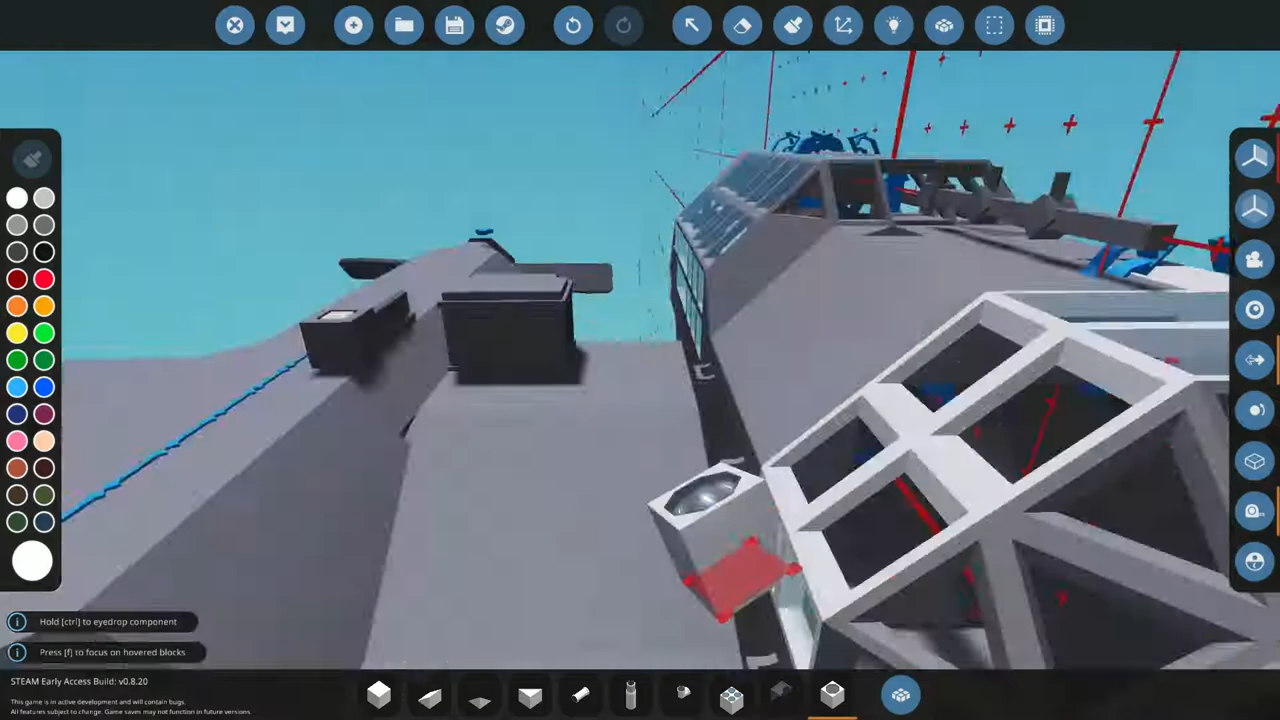 Hold [ctrl] to eyedrop component
Press [f] to focus on hovered blocks
STEAM Early Access Build: v0.8.20
This game is in active development and will contain bugs.
All features subject to change. Game saves may not function in future versions.